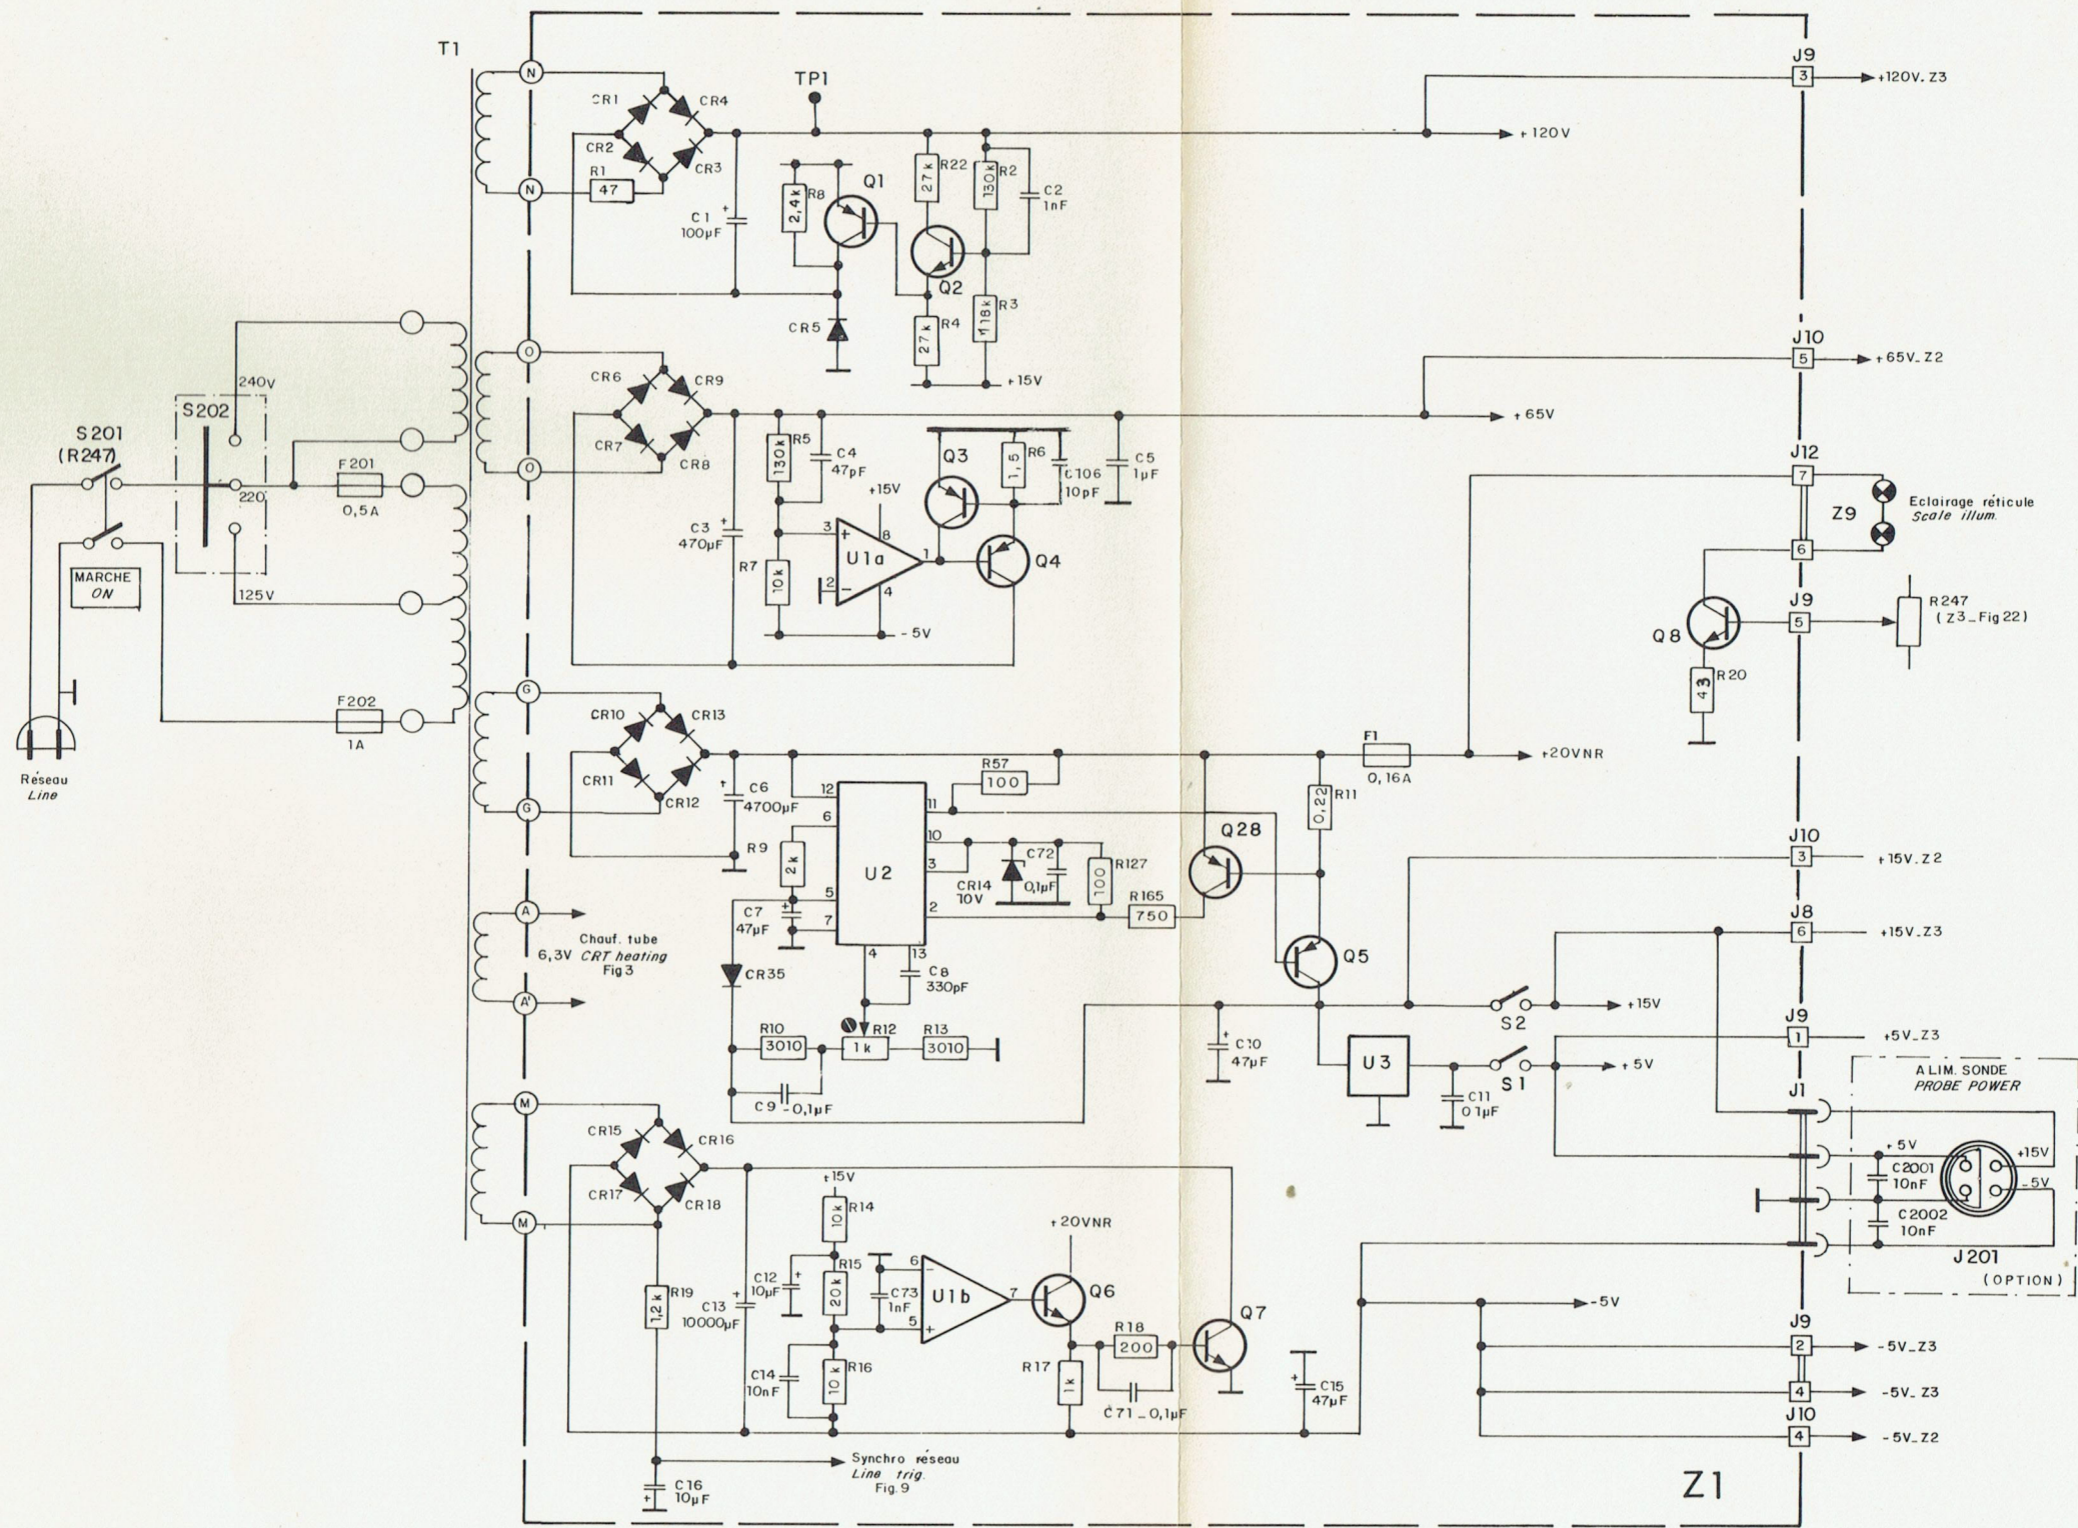 T1
N
CR1
CR4
CR2
CR3
R1
47
N
TP1
C1
100µF
+
R8
2,4k
Q1
R22
27k
R2
130k
C2
1nF
Q2
R4
27k
R3
18k
CR5
+15V
+120V
J9
3
+120V.Z3
O
CR6
CR9
CR7
CR8
O
R5
130k
C4
47pF
+15V
C3
470µF
+
R7
10k
3
+
U1a
8
1
2
-
4
-5V
Q3
R6
1,5
C106
10pF
C5
1µF
Q4
+65V
J10
5
+65V_Z2
240V
S202
220
125V
S201
(R247)
MARCHE
ON
F201
0,5A
F202
1A
Réseau
Line
J12
7
6
Z9
Eclairage réticule
Scale illum.
J9
5
R247
(Z3_Fig22)
Q8
R20
43
G
CR10
CR13
CR11
CR12
G
C6
4700µF
+
R57
100
12
11
6
10
3
5
2
7
4
13
U2
R9
2k
C7
47µF
+
CR14
10V
C72
0,1µF
R127
100
R165
750
Q28
R11
0,22
F1
0,16A
+20VNR
Q5
A
Chauf. tube
6,3V CRT heating
Fig3
A'
CR35
C8
330pF
R10
3010
R12
1k
R13
3010
C9_0,1µF
C10
47µF
+
U3
C11
0,1µF
S2
S1
+15V
+5V
J10
3
+15V.Z2
J8
6
+15V_Z3
J9
1
+5V_Z3
ALIM. SONDE
PROBE POWER
J1
+5V
+15V
C2001
10nF
-5V
C2002
10nF
J201
(OPTION)
M
CR15
CR16
CR17
CR18
M
R19
1,2k
C13
10000µF
+
+15V
R14
10k
R15
20k
C12
10µF
+
C73
1nF
C14
10nF
R16
10k
6
-
U1b
7
5
+
+20VNR
Q6
R17
1k
R18
200
C71_0,1µF
Q7
C15
47µF
+
-5V
J9
2
-5V_Z3
4
-5V_Z3
J10
4
-5V_Z2
Synchro réseau
Line trig.
Fig.9
C16
10µF
+
Z1